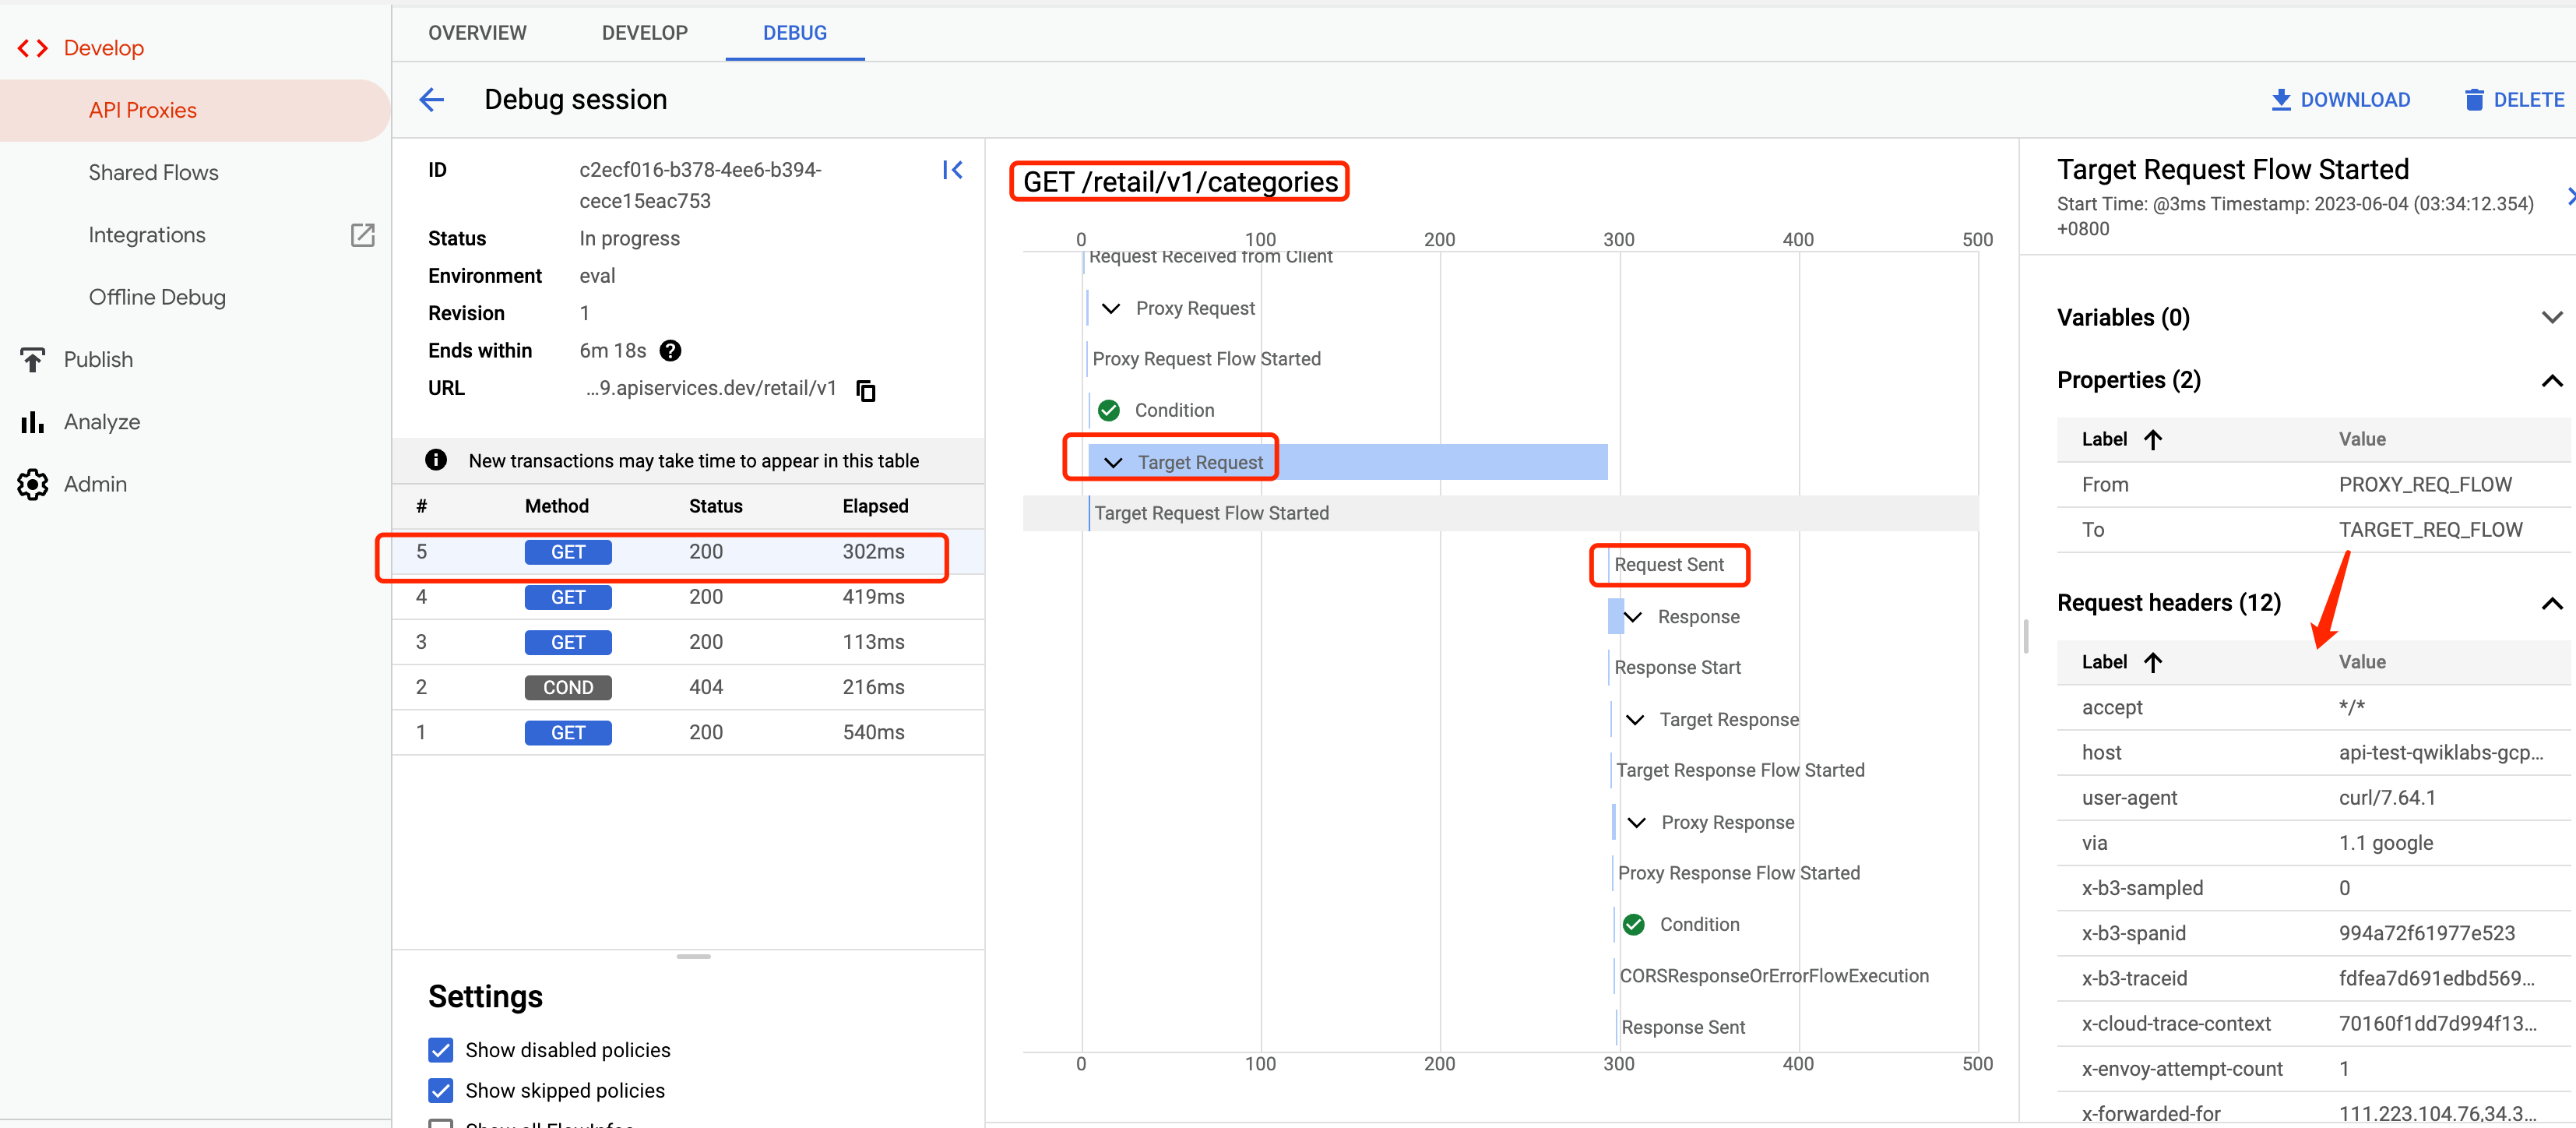 Develop
API Proxies
Shared Flows
Integrations
Offline Debug
Publish
Analyze
Admin
OVERVIEW DEVELOP DEBUG
Debug session
DOWNLOAD DELETE
ID c2ecf016-b378-4ee6-b394-
cece15eac753
Status In progress
Environment eval
Revision 1
Ends within 6m 18s
URL ...9.apiservices.dev/retail/v1
New transactions may take time to appear in this table
# Method Status Elapsed
5 GET 200 302ms
4 GET 200 419ms
3 GET 200 113ms
2 COND 404 216ms
1 GET 200 540ms
Settings
Show disabled policies
Show skipped policies
Show all FlowInfos
GET /retail/v1/categories
0 100 200 300 400 500
Request Received from Client
Proxy Request
Proxy Request Flow Started
Condition
Target Request
Target Request Flow Started
Request Sent
Response
Response Start
Target Response
Target Response Flow Started
Proxy Response
Proxy Response Flow Started
Condition
CORSResponseOrErrorFlowExecution
Response Sent
0 100 200 300 400 500
Target Request Flow Started
Start Time: @3ms Timestamp: 2023-06-04 (03:34:12.354)
+0800
Variables (0)
Properties (2)
Label Value
From PROXY_REQ_FLOW
To TARGET_REQ_FLOW
Request headers (12)
Label Value
accept */*
host api-test-qwiklabs-gcp...
user-agent curl/7.64.1
via 1.1 google
x-b3-sampled 0
x-b3-spanid 994a72f61977e523
x-b3-traceid fdfea7d691edbd569...
x-cloud-trace-context 70160f1dd7d994f13...
x-envoy-attempt-count 1
x-forwarded-for 111.223.104.76,34.3...